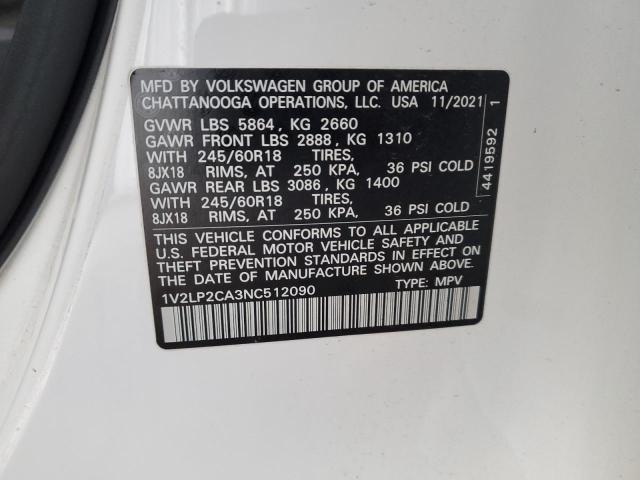 MFD BY VOLKSWAGEN GROUP OF AMERICA
CHATTANOOGA OPERATIONS, LLC. USA 11/2021
GVWR LBS 5864, KG 2660
GAWR FRONT LBS 2888, KG 1310
WITH 245/60R18 TIRES,
8JX18 RIMS, AT 250 KPA, 36 PSI COLD
GAWR REAR LBS 3086, KG 1400
WITH 245/60R18 TIRES,
8JX18 RIMS, AT 250 KPA, 36 PSI COLD
THIS VEHICLE CONFORMS TO ALL APPLICABLE
U.S. FEDERAL MOTOR VEHICLE SAFETY AND
THEFT PREVENTION STANDARDS IN EFFECT ON
THE DATE OF MANUFACTURE SHOWN ABOVE.
1V2LP2CA3NC512090 TYPE: MPV
4419592 1